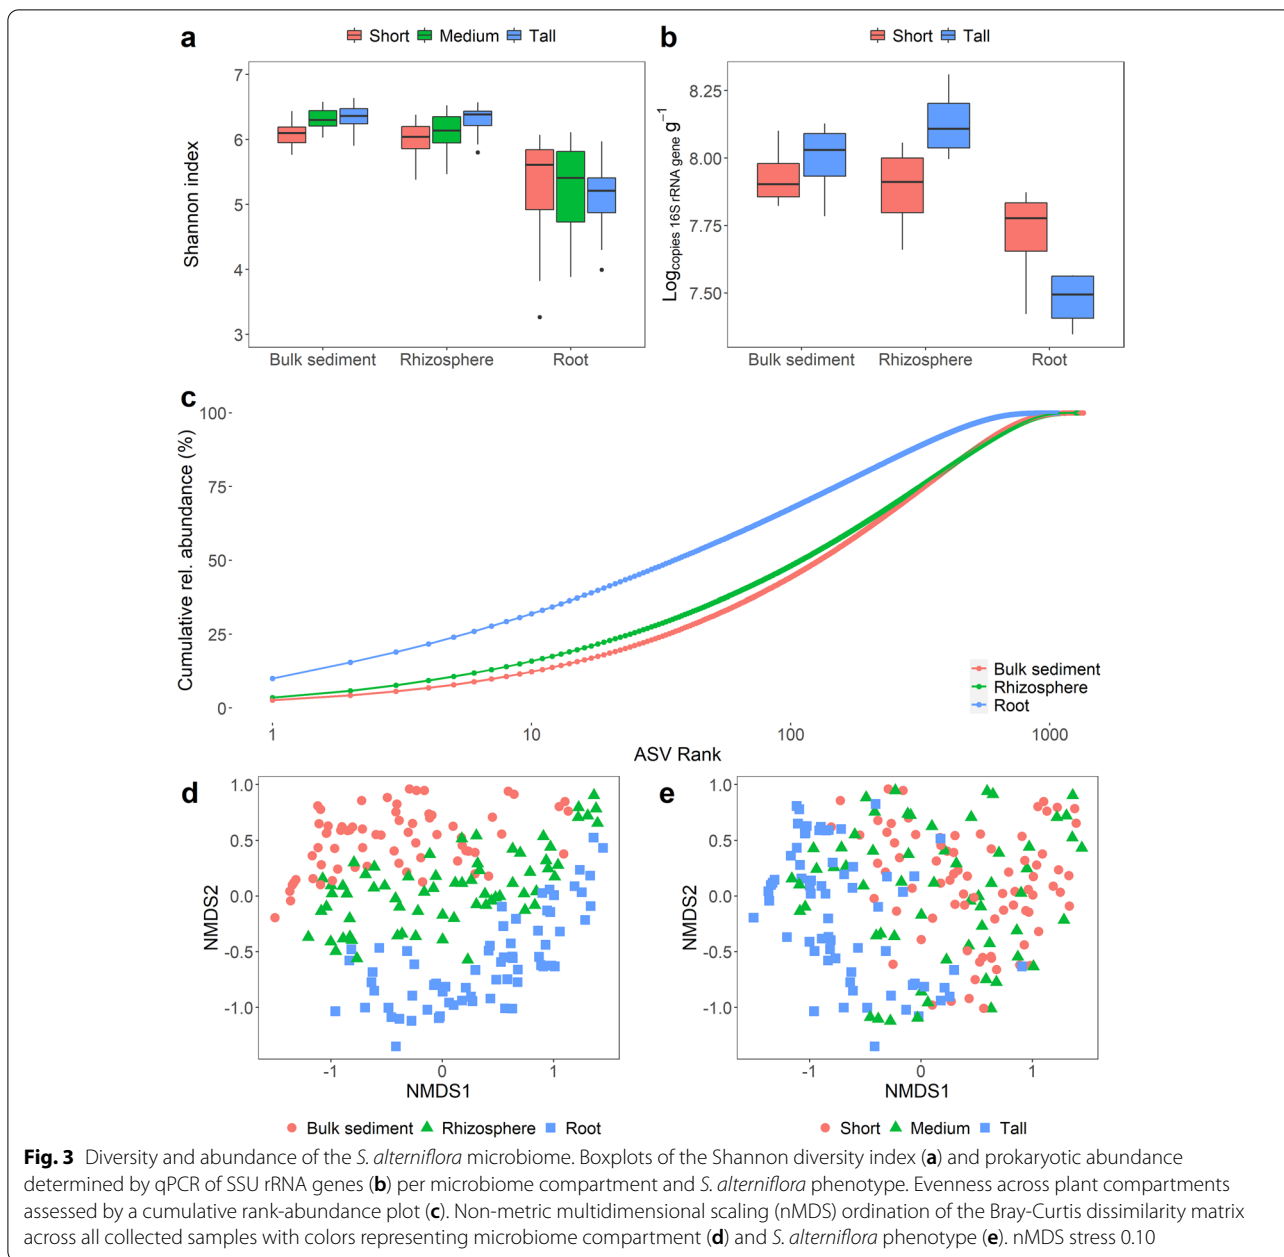 a
Short Medium Tall
Shannon index
7
6
5
4
3
Bulk sediment Rhizosphere Root
b
Short Tall
Log copies 16S rRNA gene g−1
8.25
8.00
7.75
7.50
Bulk sediment Rhizosphere Root
c
Cumulative rel. abundance (%)
100
75
50
25
0
1 10 100 1000
ASV Rank
Bulk sediment
Rhizosphere
Root
d
NMDS2
1.0
0.5
0.0
-0.5
-1.0
-1 0 1
NMDS1
Bulk sediment Rhizosphere Root
e
NMDS2
1.0
0.5
0.0
-0.5
-1.0
-1 0 1
NMDS1
Short Medium Tall
Fig. 3 Diversity and abundance of the S. alterniflora microbiome. Boxplots of the Shannon diversity index (a) and prokaryotic abundance
determined by qPCR of SSU rRNA genes (b) per microbiome compartment and S. alterniflora phenotype. Evenness across plant compartments
assessed by a cumulative rank-abundance plot (c). Non-metric multidimensional scaling (nMDS) ordination of the Bray-Curtis dissimilarity matrix
across all collected samples with colors representing microbiome compartment (d) and S. alterniflora phenotype (e). nMDS stress 0.10